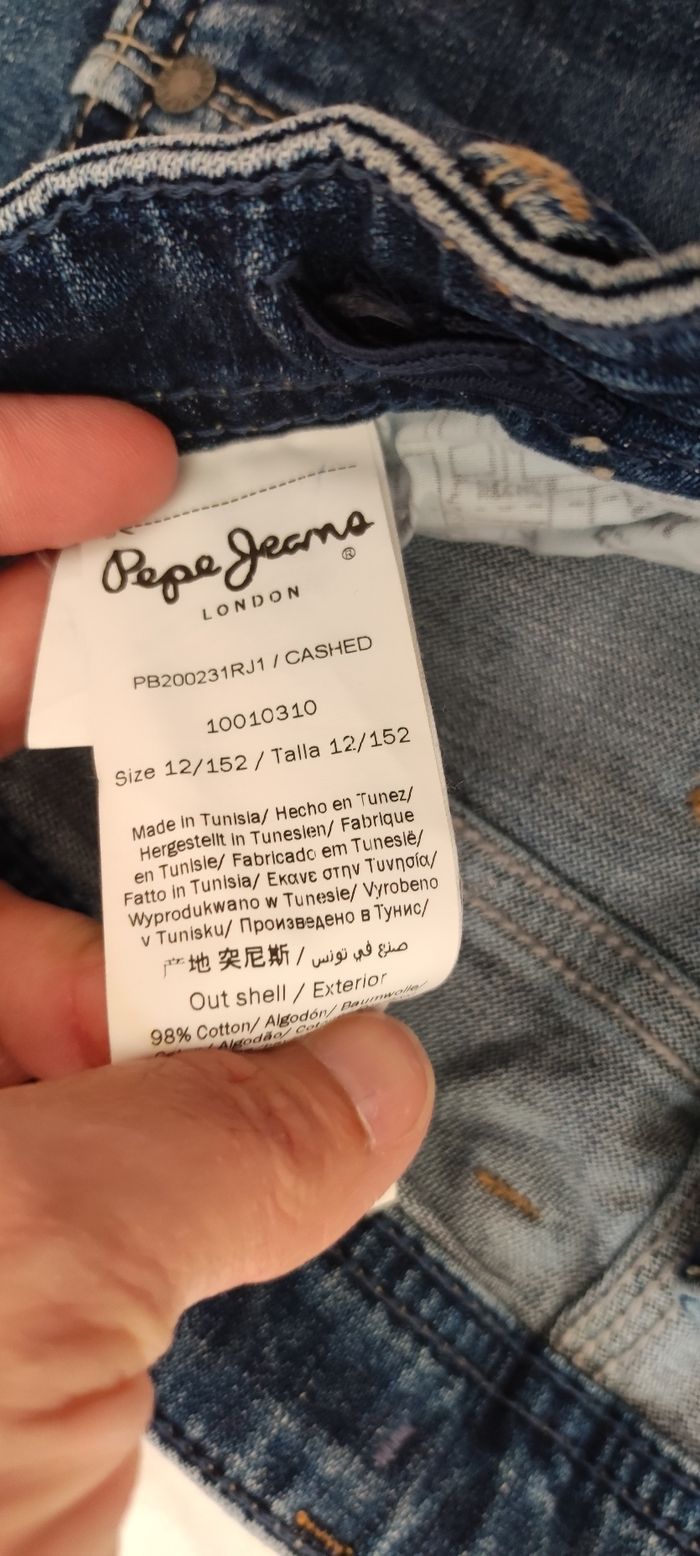 Pepe Jeans ®
LONDON
PB200231RJ1 / CASHED
10010310
Size 12/152 / Talla 12/152
Made in Tunisia/ Hecho en Tunez/
Hergestellt in Tunesien/ Fabrique
en Tunisie/ Fabricado em Tunesië/
Fatto in Tunisia/ Εκανε στην Τυνησία/
Wyprodukwano w Tunesie/ Vyrobeno
v Tunisku/ Произведено в Тунис/
产地 突尼斯 / صنع في تونس
Out shell / Exterior
98% Cotton/ Algodón/ Baumwolle/
Algodão/